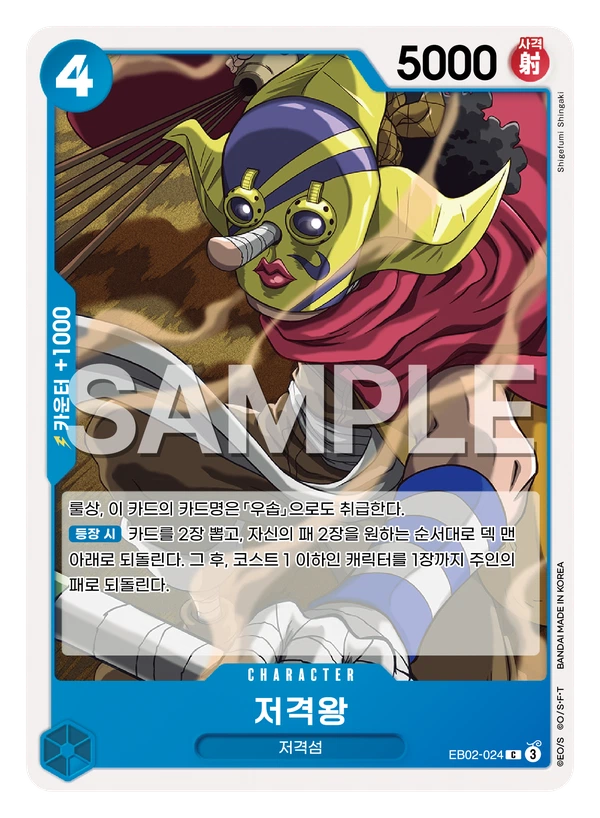 4
5000
사격
射
Shigefumi Shingaki
카운터 +1000
SAMPLE
룰상, 이 카드의 카드명은 「우솝」으로도 취급한다.
등장 시 카드를 2장 뽑고, 자신의 패 2장을 원하는 순서대로 덱 맨
아래로 되돌린다. 그 후, 코스트 1 이하인 캐릭터를 1장까지 주인의
패로 되돌린다.
CHARACTER
저격왕
저격섬
EB02-024 C 3
©EO/S ©O/S·F·T BANDAI MADE IN KOREA